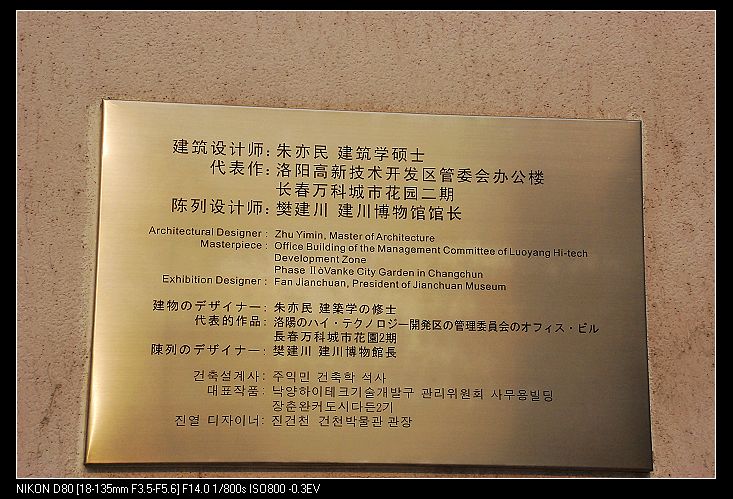 建筑设计师：朱亦民 建筑学硕士
代表作：洛阳高新技术开发区管委会办公楼
长春万科城市花园二期
陈列设计师：樊建川 建川博物馆馆长
Architectural Designer : Zhu Yimin, Master of Architecture
Masterpiece : Office Building of the Management Committee of Luoyang Hi-tech
Development Zone
Phase ⅡòVanke City Garden in Changchun
Exhibition Designer : Fan Jianchuan, President of Jianchuan Museum
建物のデザイナー：朱亦民 建築学の修士
代表的作品：洛陽のハイ・テクノロジー開発区の管理委員会のオフィス・ビル
長春万科城市花園2期
陳列のデザイナー：樊建川 建川博物館長
건축설계사：주익민 건축학 석사
대표작품：낙양하이테크기술개발구 관리위원회 사무용빌딩
장춘완커도시다든2기
진열 디자이너：진건천 건천박물관 관장
NIKON D80 [18-135mm F3.5-F5.6] F14.0 1/800s ISO800 -0.3EV